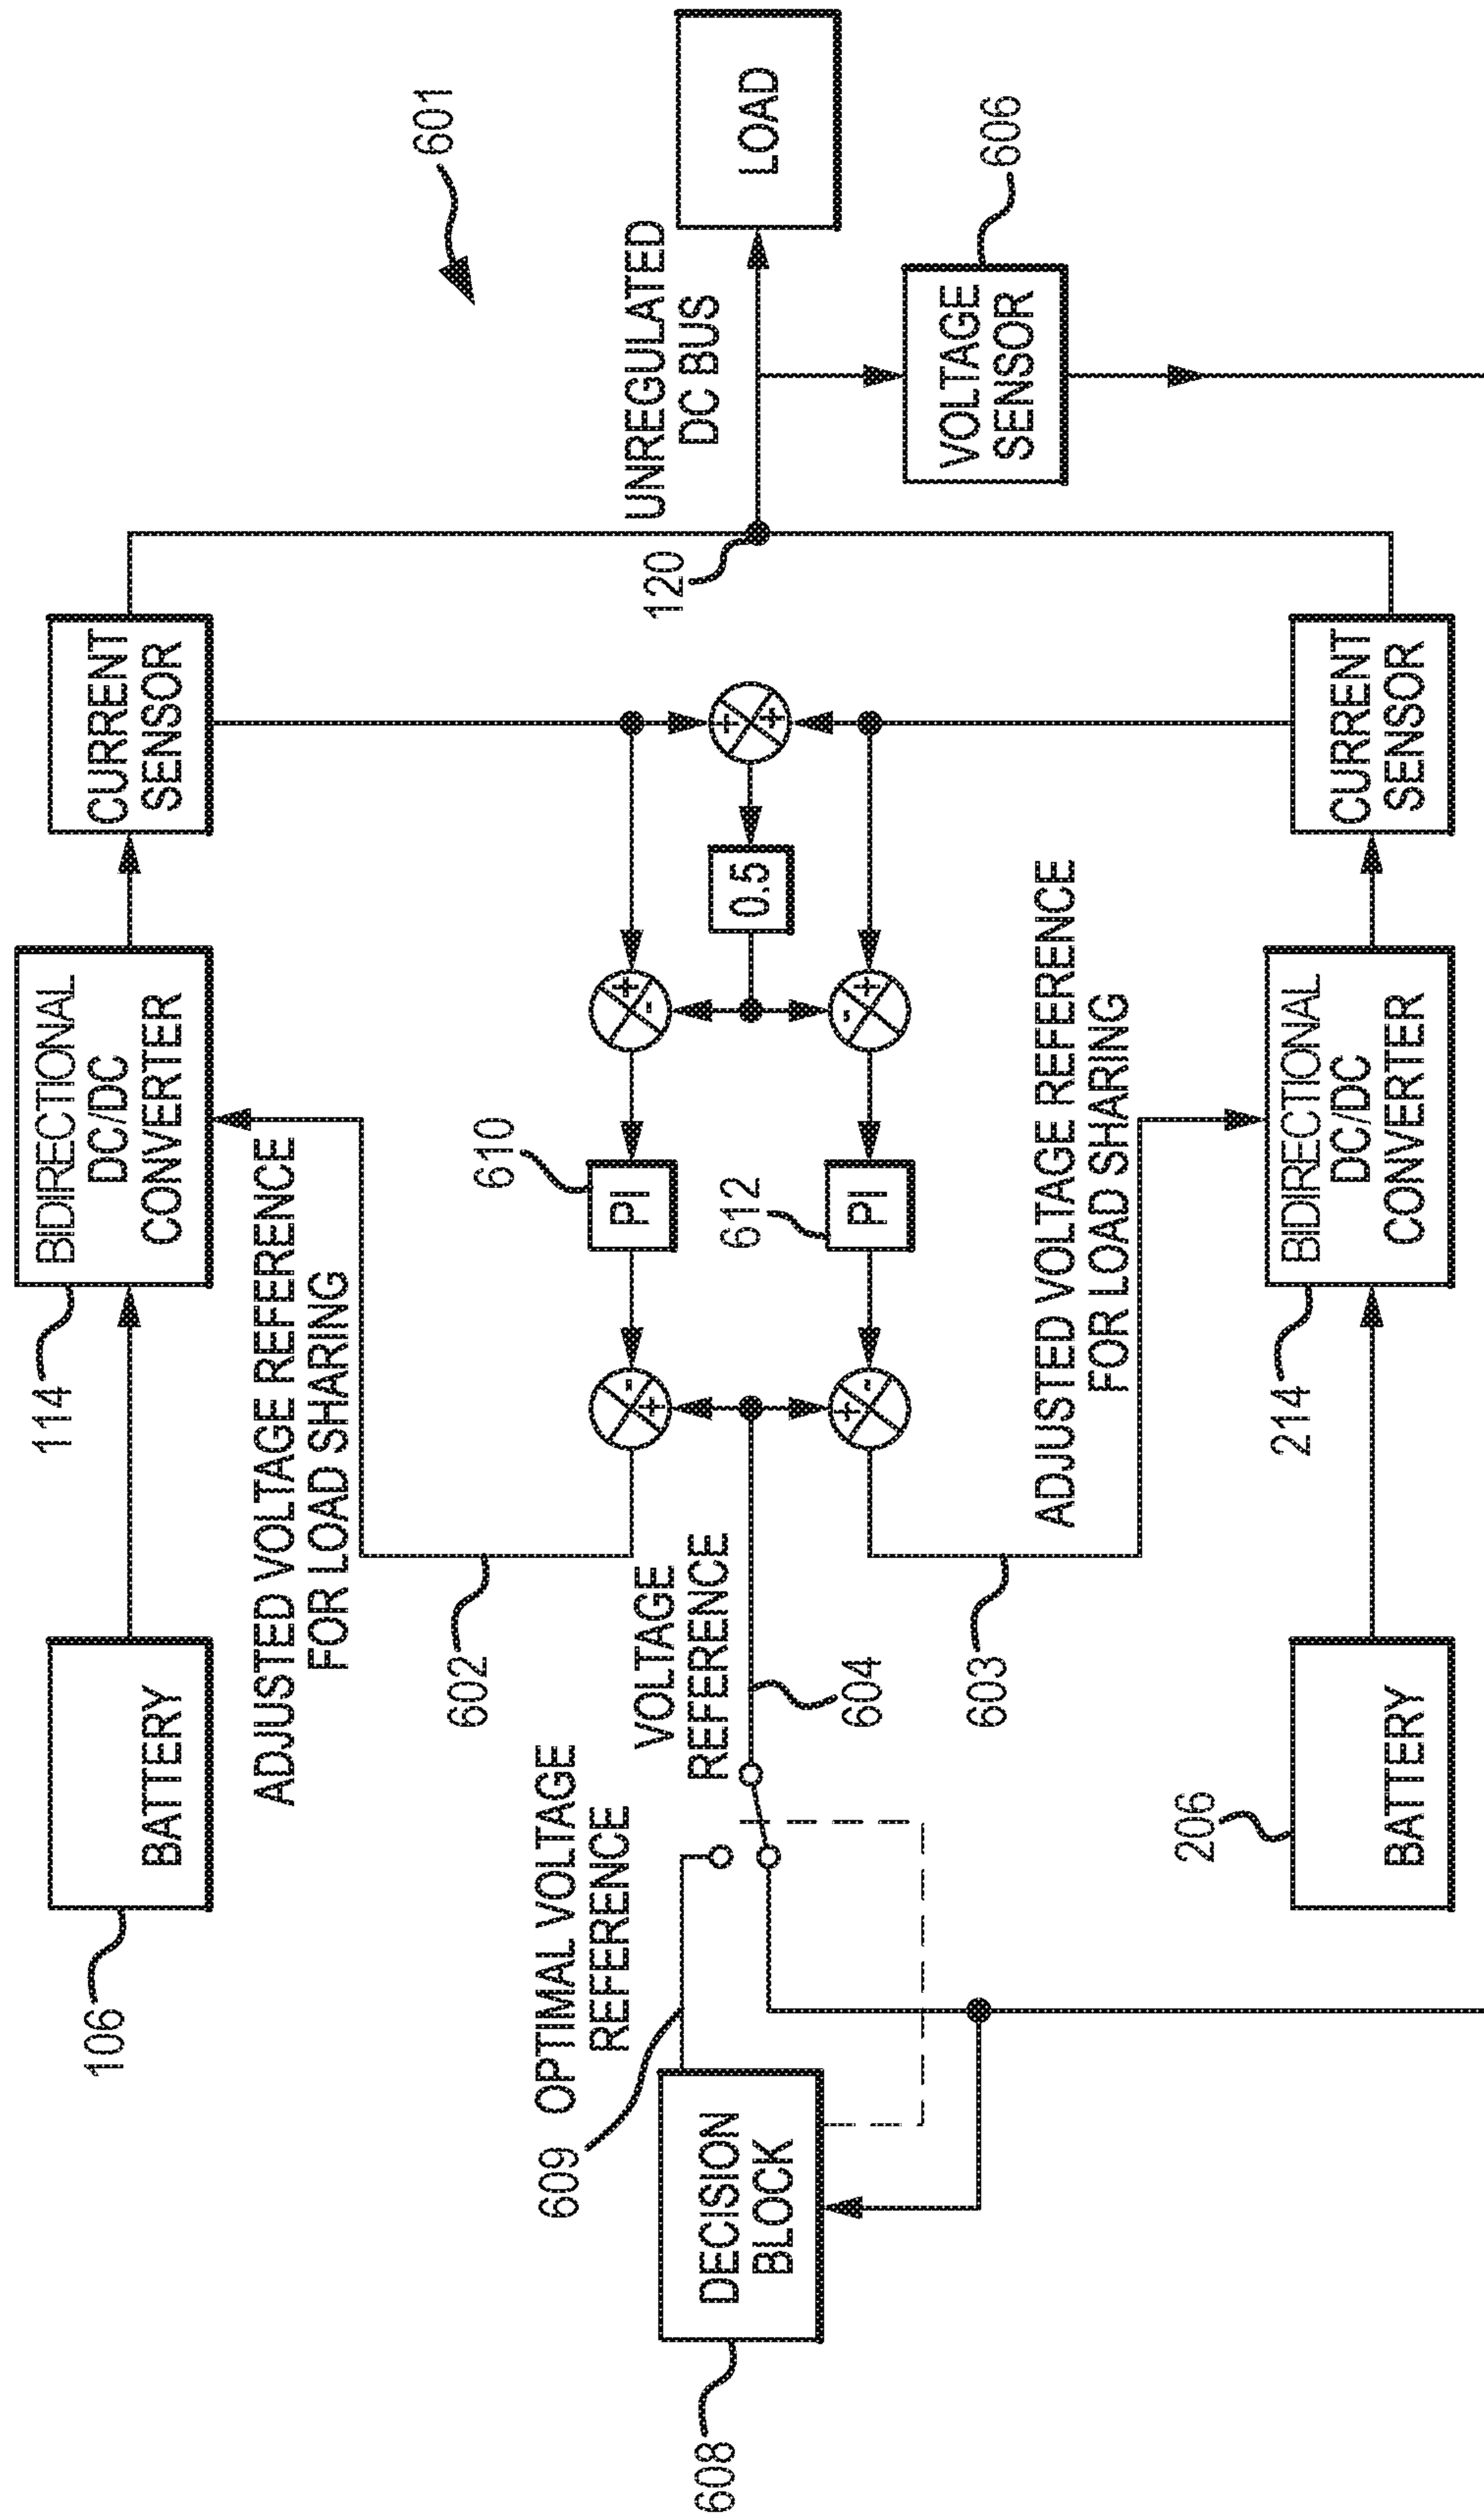 601
BATTERY
106
BIDIRECTIONAL
DC/DC
CONVERTER
114
CURRENT
SENSOR
ADJUSTED VOLTAGE REFERENCE
FOR LOAD SHARING
602
610
PI
+
-
-
+
+
+
0.5
120
UNREGULATED
DC BUS
LOAD
609
OPTIMAL VOLTAGE
REFERENCE
VOLTAGE
REFERENCE
604
608
DECISION
BLOCK
612
PI
+
-
+
-
603
VOLTAGE
SENSOR
606
ADJUSTED VOLTAGE REFERENCE
FOR LOAD SHARING
206
BATTERY
214
BIDIRECTIONAL
DC/DC
CONVERTER
CURRENT
SENSOR